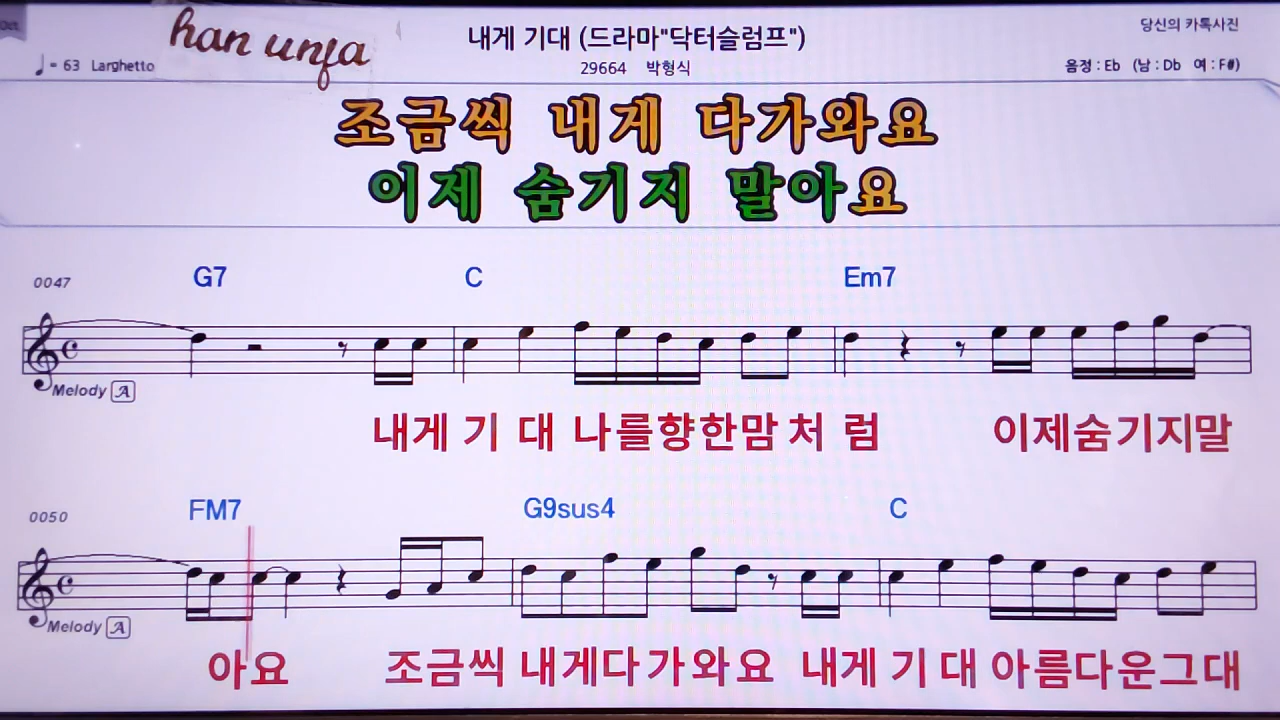 han unfa
내게 기대 (드라마"닥터슬럼프")
당신의 카톡사진
♩= 63 Larghetto
29664 박형식
음정 : Eb (남 : Db 여 : F#)
조금씩 내게 다가와요
이제 숨기지 말아요
0047 G7 C Em7
Melody A
내게 기 대 나를향한맘 처 럼 이제숨기지말
0050 FM7 G9sus4 C
Melody A
아요 조금씩 내게다가와요 내게 기 대 아름다운그대